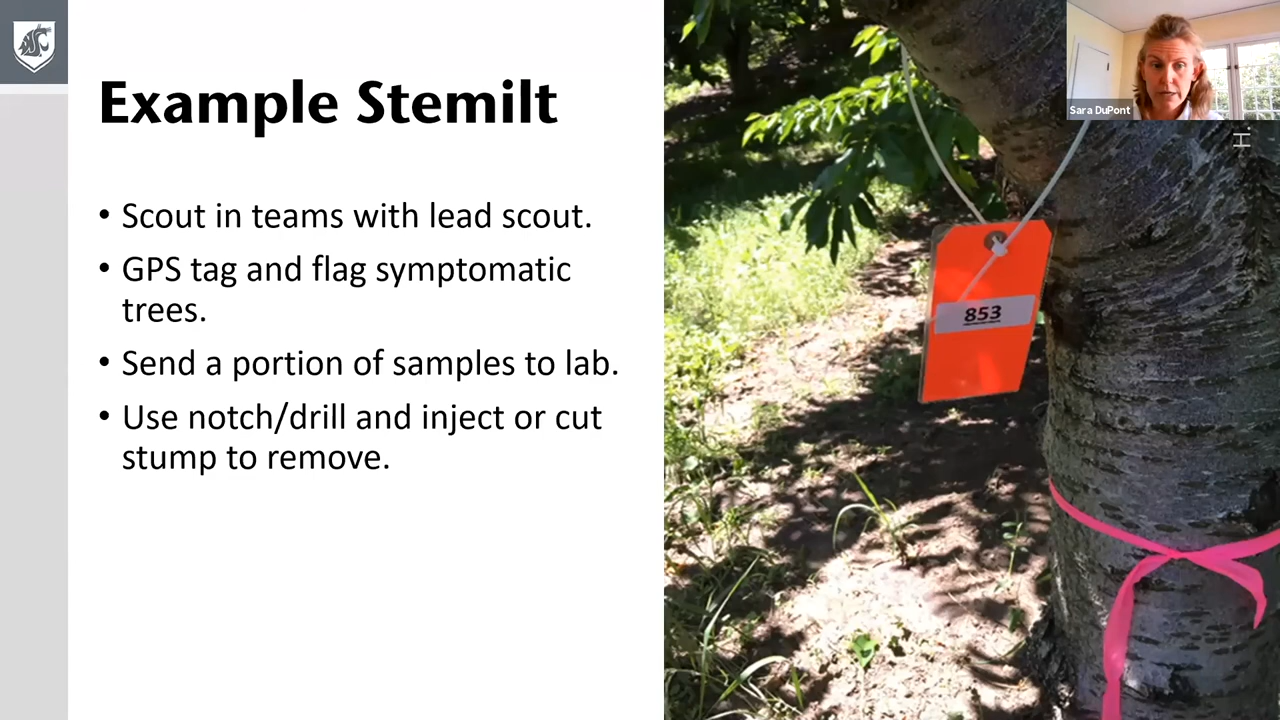 Example Stemilt
• Scout in teams with lead scout.
• GPS tag and flag symptomatic
trees.
• Send a portion of samples to lab.
• Use notch/drill and inject or cut
stump to remove.
853
Sara DuPont